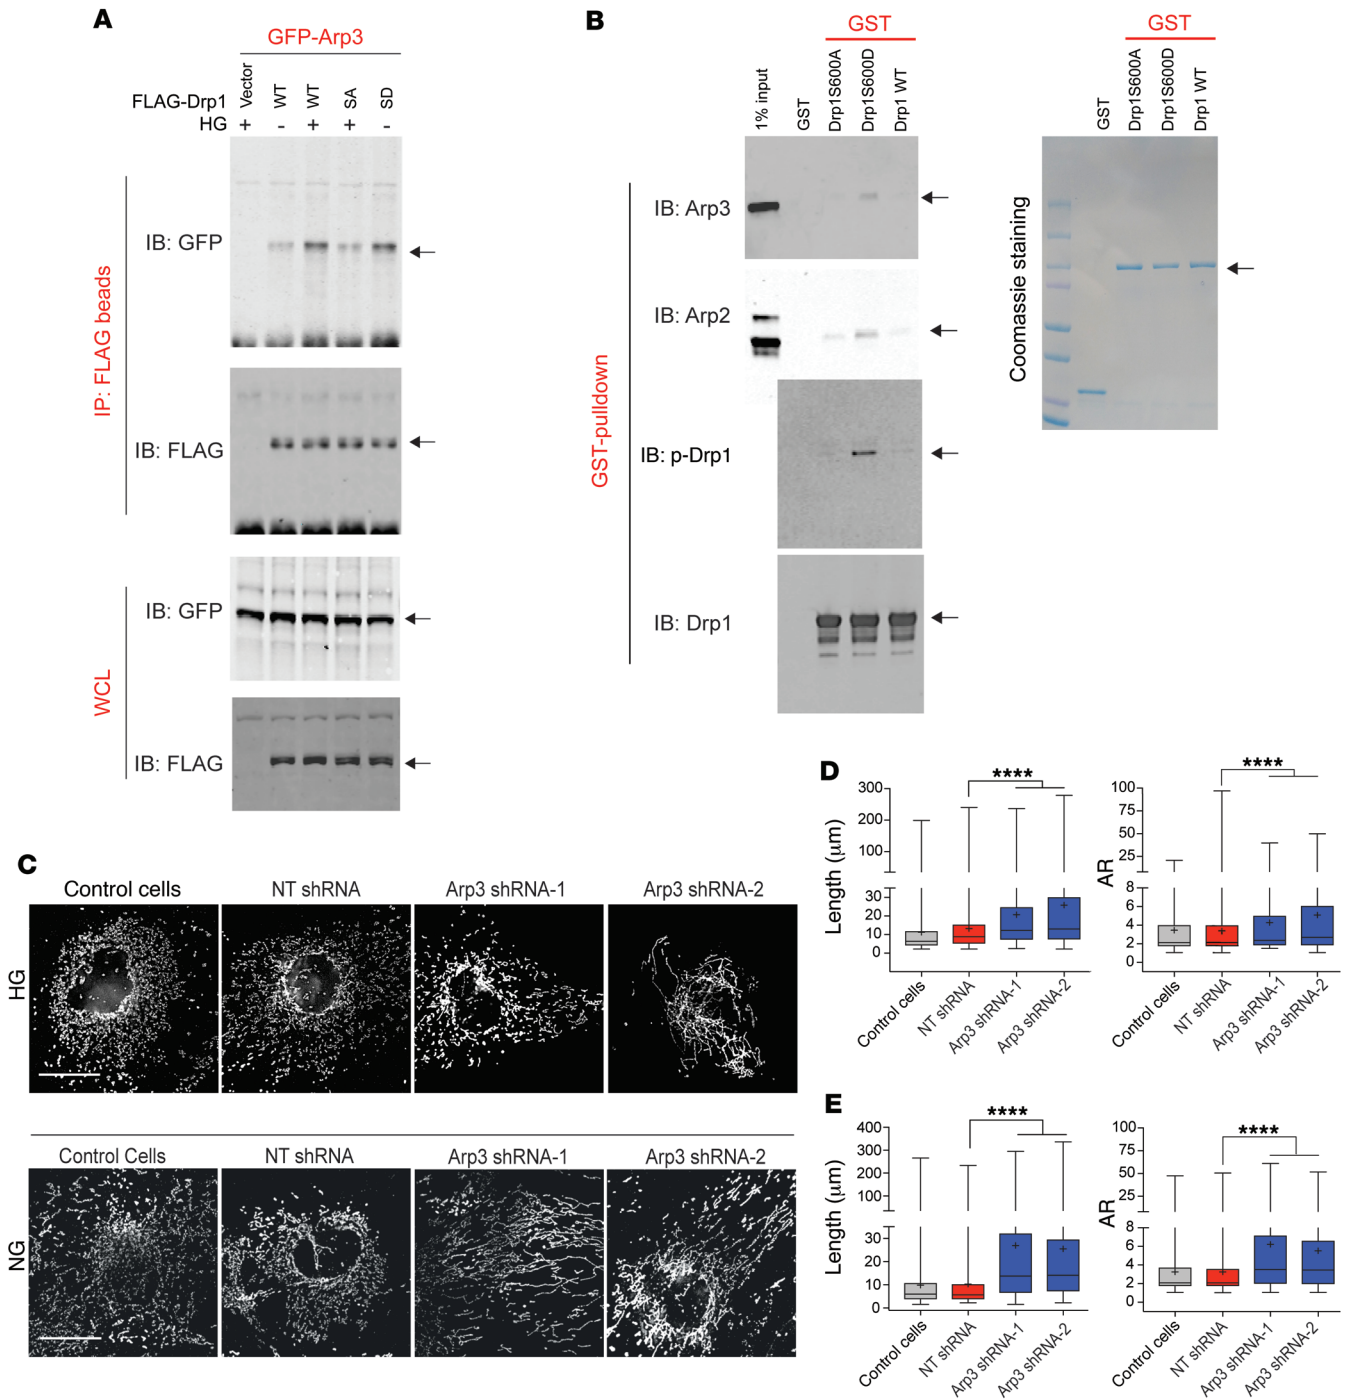 A
GFP-Arp3
FLAG-Drp1
Vector
WT
WT
SA
SD
HG
+ - + + -
IP: FLAG beads
IB: GFP
IB: FLAG
WCL
IB: GFP
IB: FLAG
B
GST
1% input
GST
Drp1S600A
Drp1S600D
Drp1 WT
GST-pulldown
IB: Arp3
IB: Arp2
IB: p-Drp1
IB: Drp1
GST
GST
Drp1S600A
Drp1S600D
Drp1 WT
Coomassie staining
C
Control cells NT shRNA Arp3 shRNA-1 Arp3 shRNA-2
HG
Control Cells NT shRNA Arp3 shRNA-1 Arp3 shRNA-2
NG
D
Length (μm)
300
200
100
30
20
10
0
****
Control cells
NT shRNA
Arp3 shRNA-1
Arp3 shRNA-2
AR
100
75
50
25
8
6
4
2
0
****
Control cells
NT shRNA
Arp3 shRNA-1
Arp3 shRNA-2
E
Length (μm)
400
300
200
100
30
20
10
0
****
Control cells
NT shRNA
Arp3 shRNA-1
Arp3 shRNA-2
AR
100
75
50
25
8
6
4
2
0
****
Control cells
NT shRNA
Arp3 shRNA-1
Arp3 shRNA-2